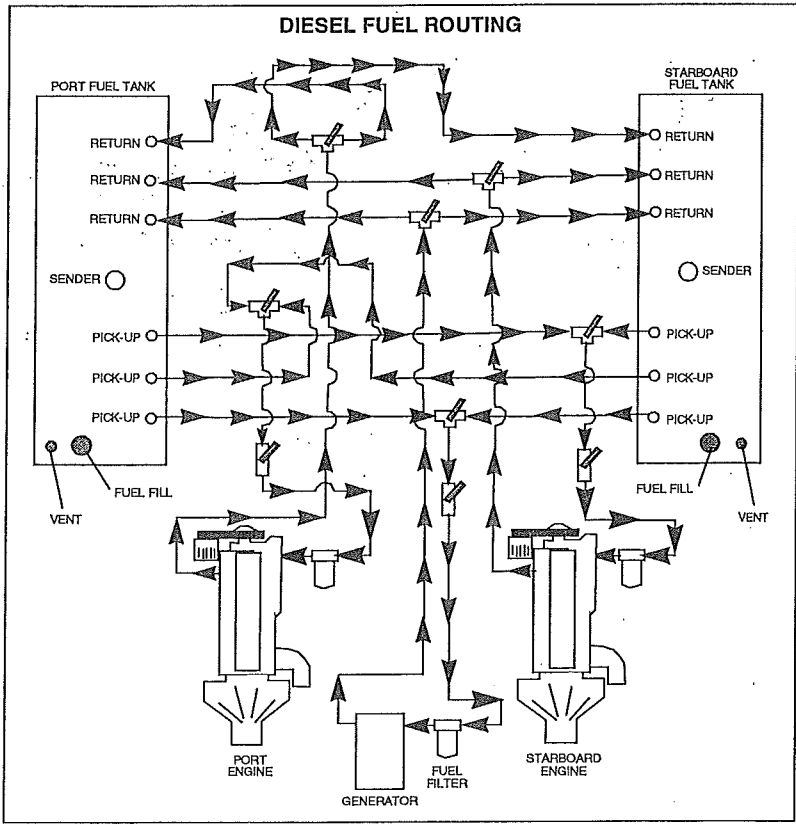 DIESEL FUEL ROUTING
PORT FUEL TANK
STARBOARD
FUEL TANK
RETURN
RETURN
RETURN
RETURN
RETURN
RETURN
SENDER
SENDER
PICK-UP
PICK-UP
PICK-UP
PICK-UP
PICK-UP
PICK-UP
VENT
FUEL FILL
FUEL FILL
VENT
PORT
ENGINE
GENERATOR
FUEL
FILTER
STARBOARD
ENGINE